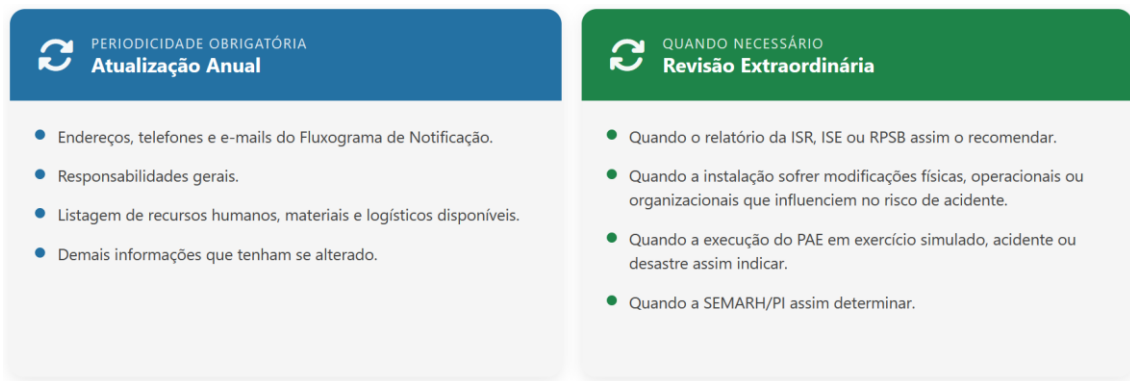 PERIODICIDADE OBRIGATÓRIA
Atualização Anual
Endereços, telefones e e-mails do Fluxograma de Notificação.
Responsabilidades gerais.
Listagem de recursos humanos, materiais e logísticos disponíveis.
Demais informações que tenham se alterado.
QUANDO NECESSÁRIO
Revisão Extraordinária
Quando o relatório da ISR, ISE ou RPSB assim o recomendar.
Quando a instalação sofrer modificações físicas, operacionais ou
organizacionais que influenciem no risco de acidente.
Quando a execução do PAE em exercício simulado, acidente ou
desastre assim indicar.
Quando a SEMARH/PI assim determinar.